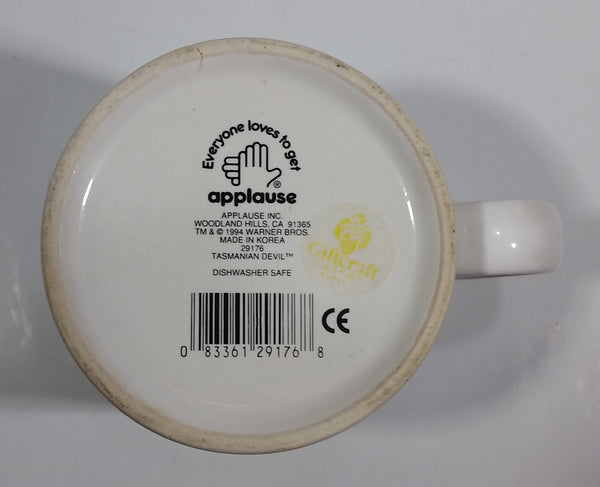 Everyone loves to get
applause
®
APPLAUSE INC.
WOODLAND HILLS, CA 91365
TM & © 1994 WARNER BROS.
MADE IN KOREA
29176
TASMANIAN DEVIL™
DISHWASHER SAFE
CE
0 83361 29176 8
Giftcraft